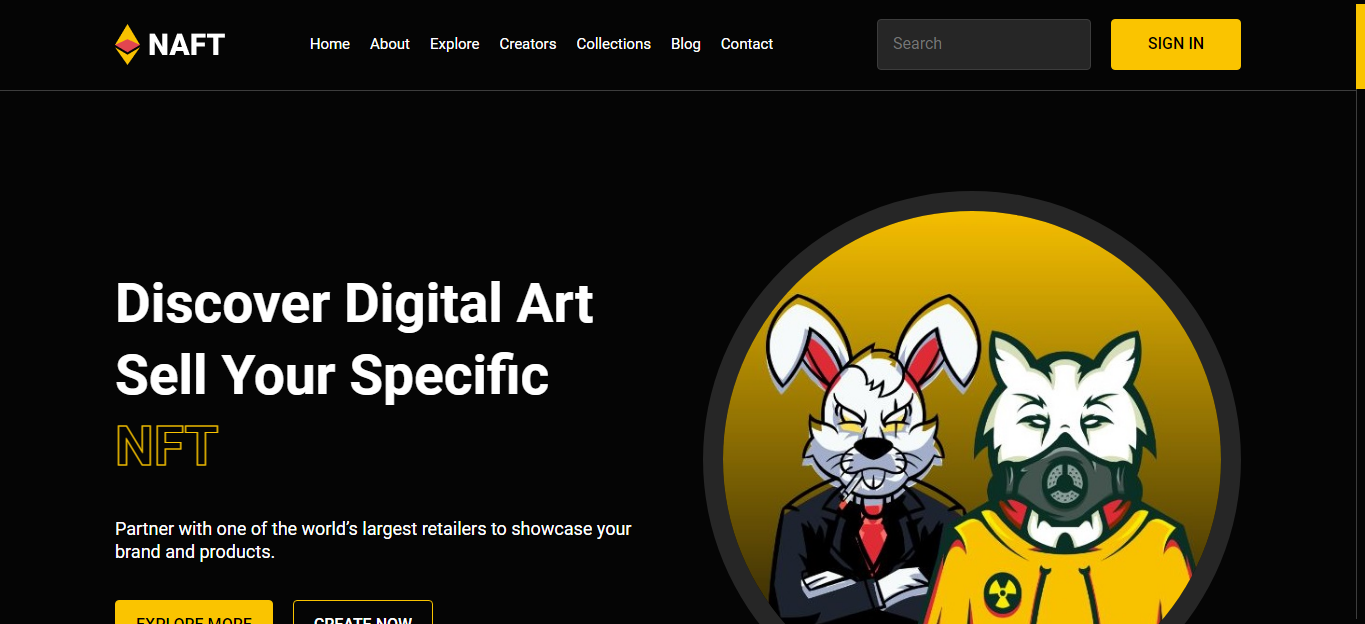 NAFT
Home About Explore Creators Collections Blog Contact
Search
SIGN IN
Discover Digital Art
Sell Your Specific
NFT
Partner with one of the world’s largest retailers to showcase your
brand and products.
EXPLORE MORE
CREATE NOW